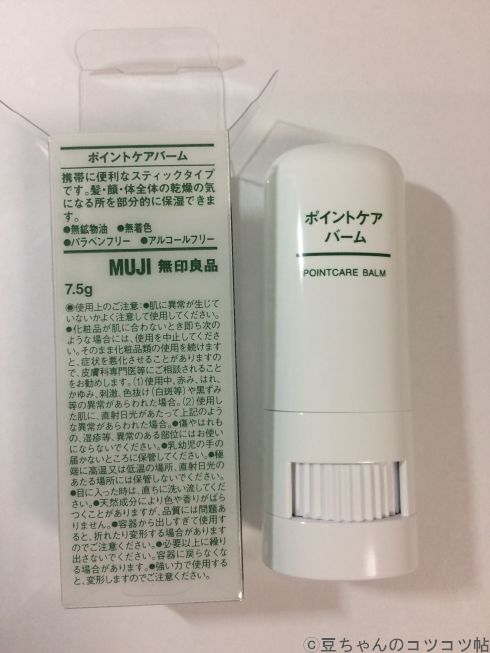 ポイントケアバーム
携帯に便利なスティックタイプ
です。髪・顔・体全体の乾燥の気
になる所を部分的に保湿できま
す。
●無鉱物油 ●無着色
●パラベンフリー ●アルコールフリー
MUJI 無印良品
7.5g
◉使用上のご注意:●肌に異常が生じて
いないかよく注意して使用してください。
●化粧品が肌に合わないとき即ち次の
ような場合には、使用を中止してください。
そのまま化粧品類の使用を続けます
と、症状を悪化させることがありますの
で、皮膚科専門医等にご相談されること
をお勧めします。(1)使用中、赤み、はれ、
かゆみ、刺激、色抜け(白斑等)や黒ずみ
等の異常があらわれた場合。(2)使用し
た肌に、直射日光があたって上記のよう
な異常があらわれた場合。●傷やはれも
の、湿疹等、異常のある部位にはお使い
にならないでください。●乳幼児の手の
届かないところに保管してください。●極
端に高温又は低温の場所、直射日光の
あたる場所には保管しないでください。
●目に入った時は、直ちに洗い流してくだ
さい。●天然成分により色や香りがばら
つくことがありますが、品質には問題あ
りません。●容器から出しすぎて使用す
ると、折れたり変形する場合があります
のでご注意ください。●必要以上に繰り
出さないでください。容器に戻らなくな
る場合があります。●強い力で使用する
と、変形しますのでご注意ください。
ポイントケア
バーム
POINTCARE BALM
©豆ちゃんのコツコツ帖